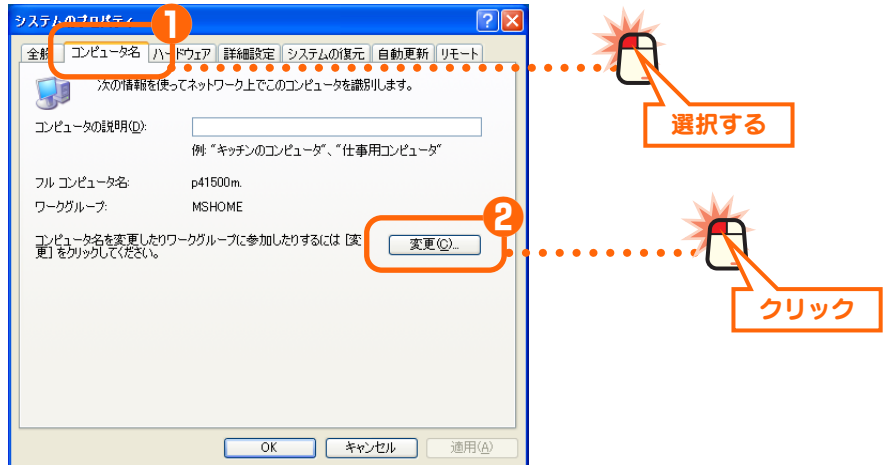 システムのプロパティ
1
全般 コンピュータ名 ハードウェア 詳細設定 システムの復元 自動更新 リモート
次の情報を使ってネットワーク上でこのコンピュータを識別します。
選択する
コンピュータの説明(D):
例: "キッチンのコンピュータ"、"仕事用コンピュータ"
フル コンピュータ名: p41500m.
ワークグループ: MSHOME
2
コンピュータ名を変更したりワークグループに参加したりするには [変
更] をクリックしてください。
変更(C)...
クリック
OK キャンセル 適用(A)